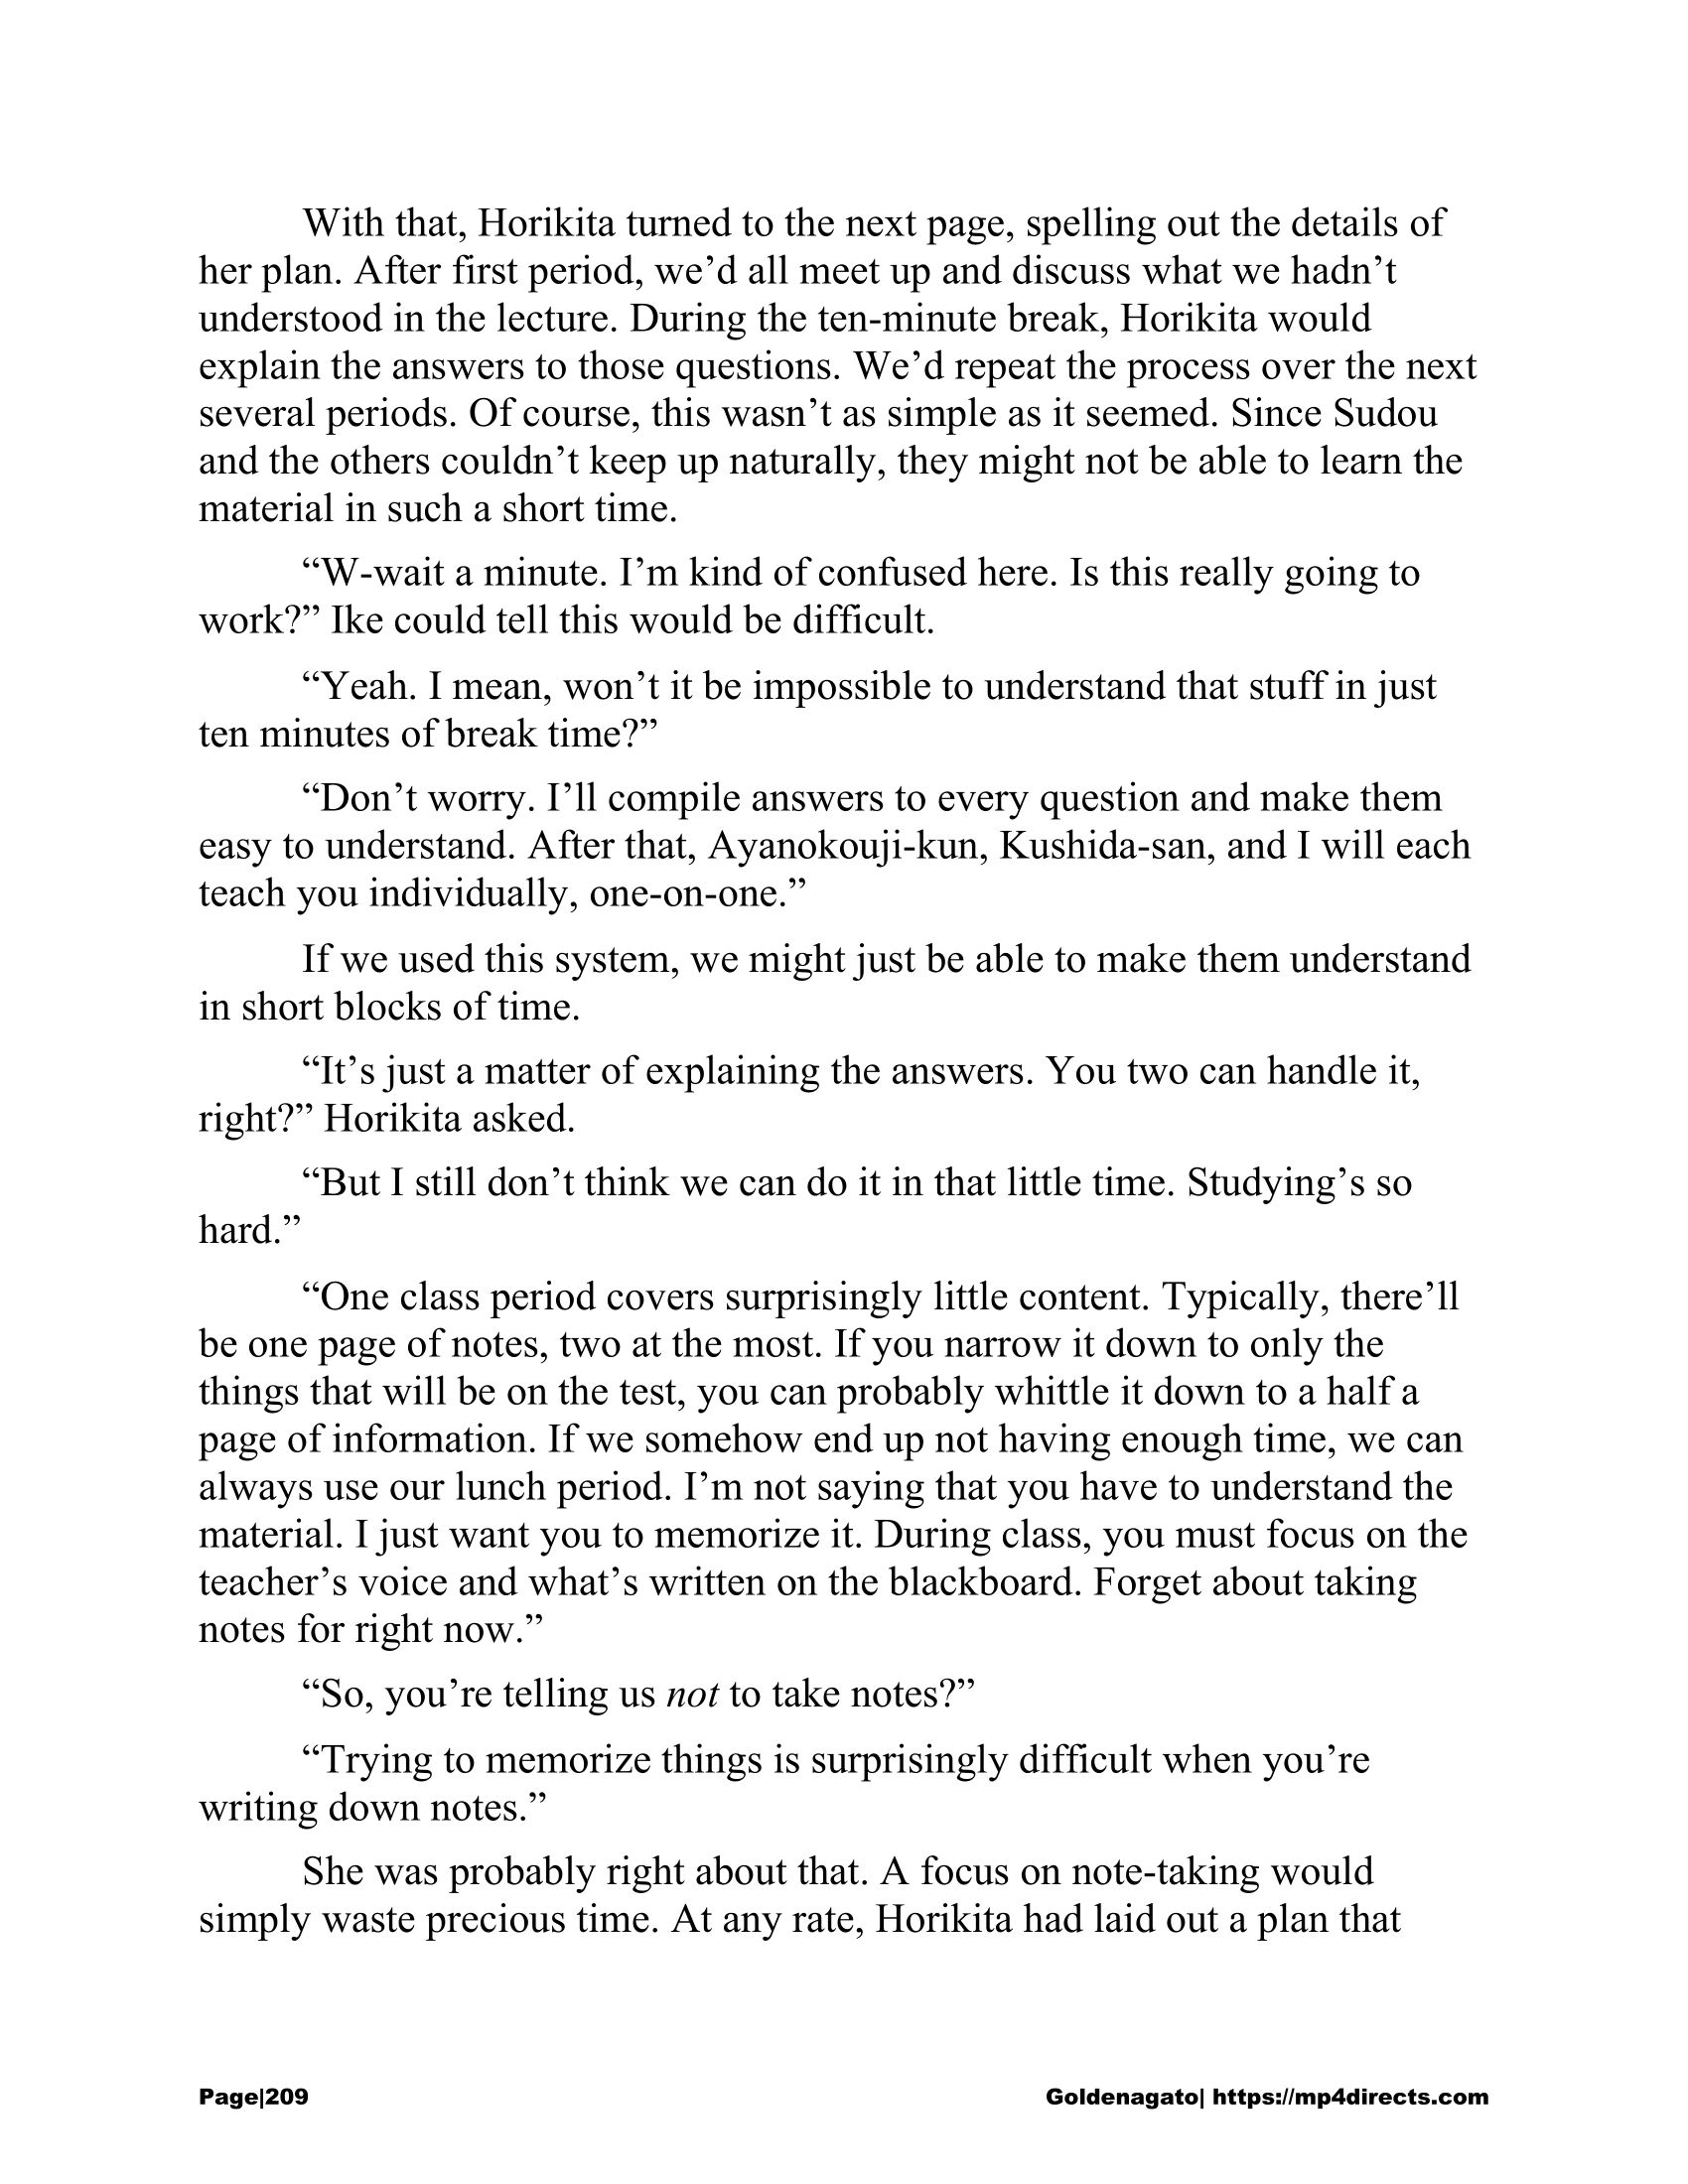 With that, Horikita turned to the next page, spelling out the details of
her plan. After first period, we’d all meet up and discuss what we hadn’t
understood in the lecture. During the ten-minute break, Horikita would
explain the answers to those questions. We’d repeat the process over the next
several periods. Of course, this wasn’t as simple as it seemed. Since Sudou
and the others couldn’t keep up naturally, they might not be able to learn the
material in such a short time.
“W-wait a minute. I’m kind of confused here. Is this really going to
work?” Ike could tell this would be difficult.
“Yeah. I mean, won’t it be impossible to understand that stuff in just
ten minutes of break time?”
“Don’t worry. I’ll compile answers to every question and make them
easy to understand. After that, Ayanokouji-kun, Kushida-san, and I will each
teach you individually, one-on-one.”
If we used this system, we might just be able to make them understand
in short blocks of time.
“It’s just a matter of explaining the answers. You two can handle it,
right?” Horikita asked.
“But I still don’t think we can do it in that little time. Studying’s so
hard.”
“One class period covers surprisingly little content. Typically, there’ll
be one page of notes, two at the most. If you narrow it down to only the
things that will be on the test, you can probably whittle it down to a half a
page of information. If we somehow end up not having enough time, we can
always use our lunch period. I’m not saying that you have to understand the
material. I just want you to memorize it. During class, you must focus on the
teacher’s voice and what’s written on the blackboard. Forget about taking
notes for right now.”
“So, you’re telling us not to take notes?”
“Trying to memorize things is surprisingly difficult when you’re
writing down notes.”
She was probably right about that. A focus on note-taking would
simply waste precious time. At any rate, Horikita had laid out a plan that
Page|209 Goldenagato| https://mp4directs.com